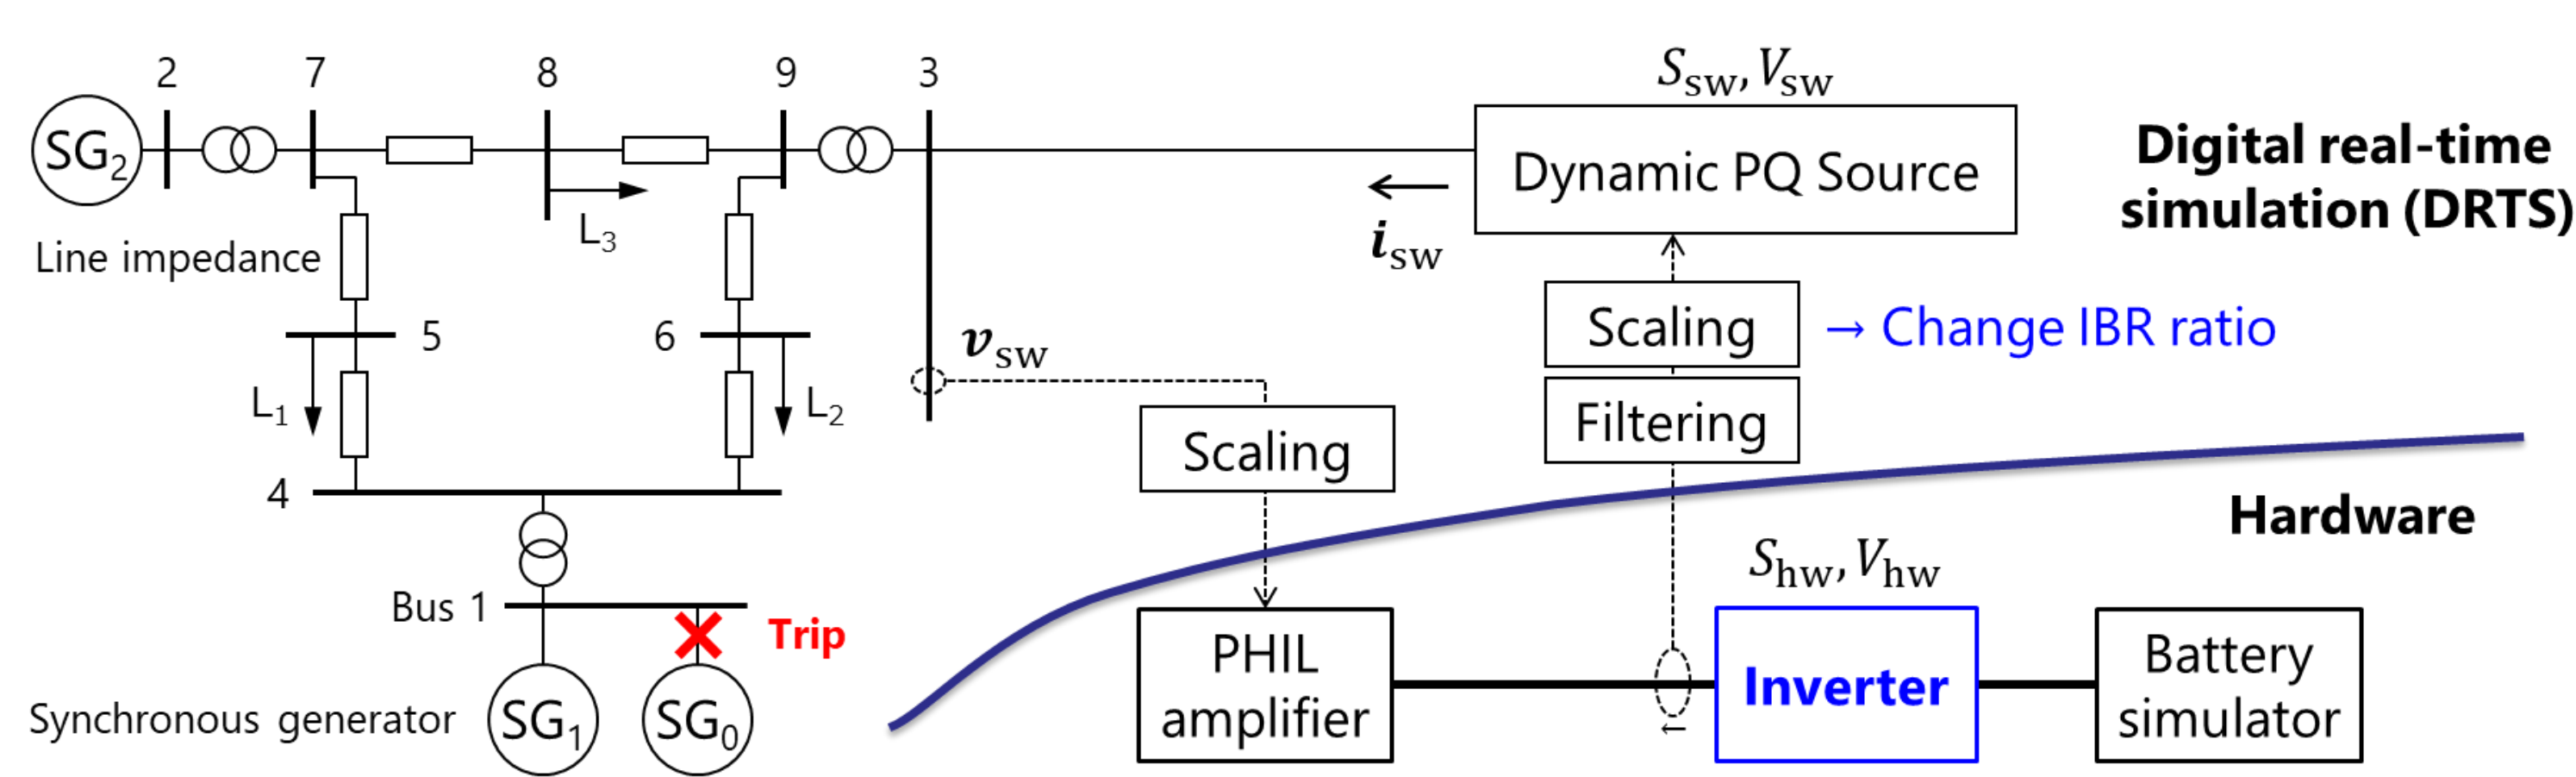 2
7
8
9
3
S_sw, V_sw
SG₂
Dynamic PQ Source
Digital real-time
simulation (DRTS)
L₃
i_sw
Line impedance
Scaling
→ Change IBR ratio
5
6
v_sw
L₁
L₂
Scaling
Filtering
4
Hardware
S_hw, V_hw
Bus 1
Trip
PHIL
amplifier
Inverter
Battery
simulator
←
Synchronous generator
SG₁
SG₀